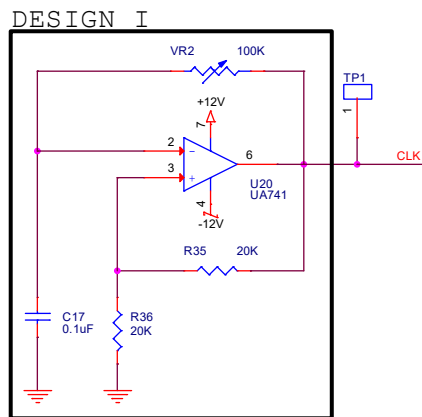 DESIGN I
VR2 100K
TP1
+12V
1
7
2 −
6
CLK
3 +
U20
UA741
4
-12V
R35 20K
C17
0.1uF
R36
20K